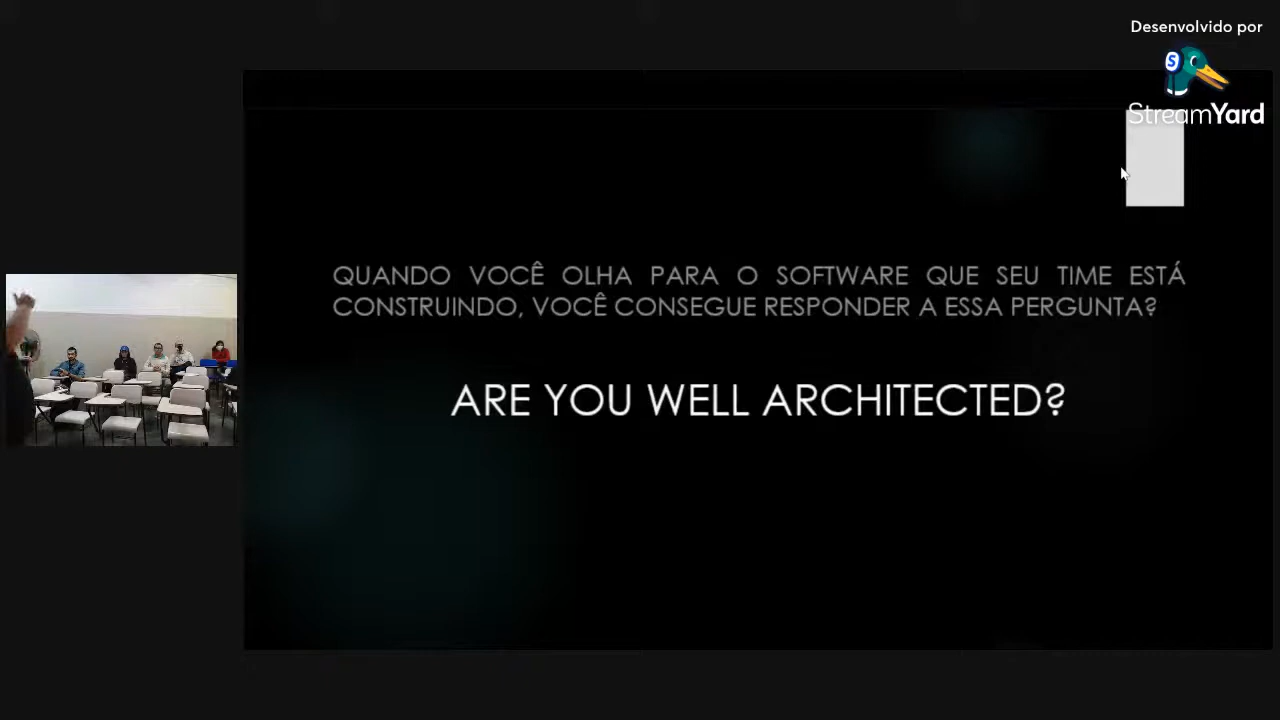 Desenvolvido por
StreamYard
QUANDO VOCÊ OLHA PARA O SOFTWARE QUE SEU TIME ESTÁ
CONSTRUINDO, VOCÊ CONSEGUE RESPONDER A ESSA PERGUNTA?
ARE YOU WELL ARCHITECTED?